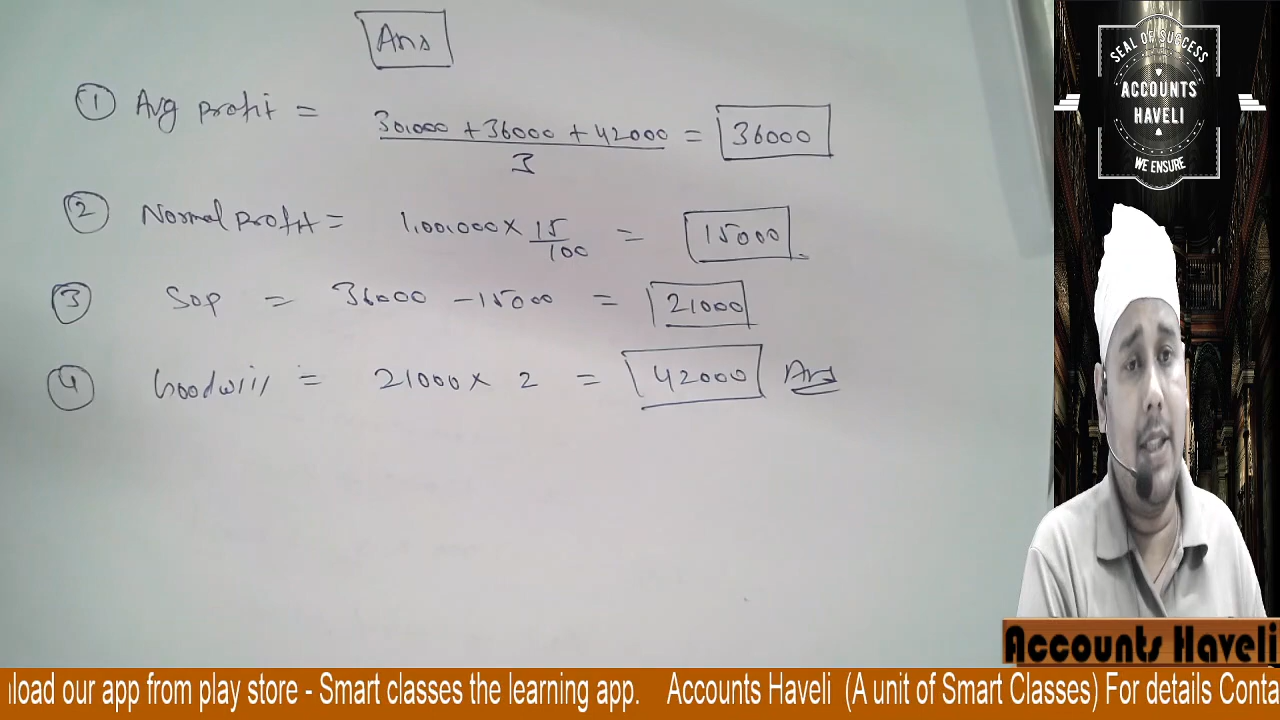 Ans
① Avg profit = 30,000 + 36000 + 42000 / 3 = 36000
② Normal Profit = 1,00,000 × 15/100 = 15000
③ Sop = 36000 - 15000 = 21000
④ Goodwill = 21000 × 2 = 42000 Ans
SEAL OF SUCCESS
ACCOUNTS
HAVELI
WE ENSURE
Accounts Haveli
load our app from play store - Smart classes the learning app. Accounts Haveli (A unit of Smart Classes) For details Conta